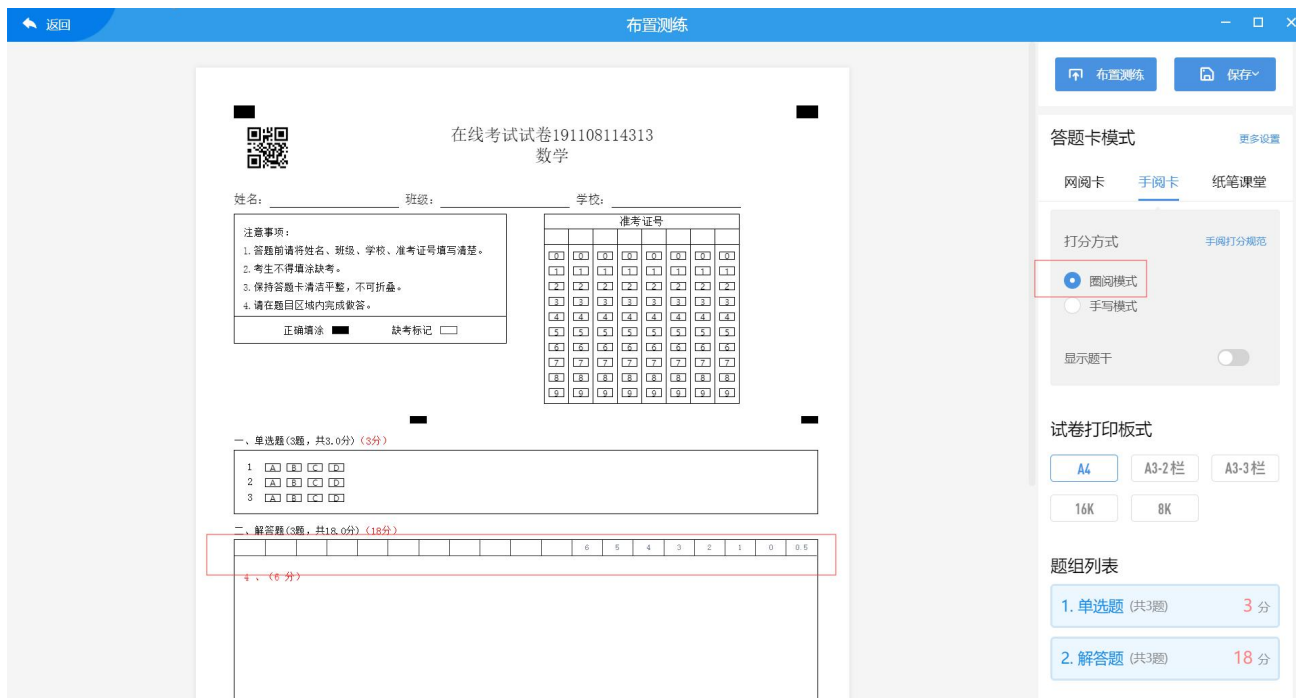 返回
布置测练
布置测练
保存
在线考试试卷191108114313
数学
姓名：
班级：
学校：
注意事项：
1.答题前请将姓名、班级、学校、准考证号填写清楚。
2.考生不得填涂缺考。
3.保持答题卡清洁平整，不可折叠。
4.请在题目区域内完成做答。
正确填涂
缺考标记
准考证号
0 0 0 0 0 0 0 0
1 1 1 1 1 1 1 1
2 2 2 2 2 2 2 2
3 3 3 3 3 3 3 3
4 4 4 4 4 4 4 4
5 5 5 5 5 5 5 5
6 6 6 6 6 6 6 6
7 7 7 7 7 7 7 7
8 8 8 8 8 8 8 8
9 9 9 9 9 9 9 9
一、单选题(3题，共3.0分)（3分）
1 A B C D
2 A B C D
3 A B C D
二、解答题(3题，共18.0分)（18分）
6 5 4 3 2 1 0 0.5
4 、（6 分）
答题卡模式
更多设置
网阅卡
手阅卡
纸笔课堂
打分方式
手阅打分规范
圈阅模式
手写模式
显示题干
试卷打印板式
A4
A3-2栏
A3-3栏
16K
8K
题组列表
1. 单选题 (共3题) 3 分
2. 解答题 (共3题) 18 分